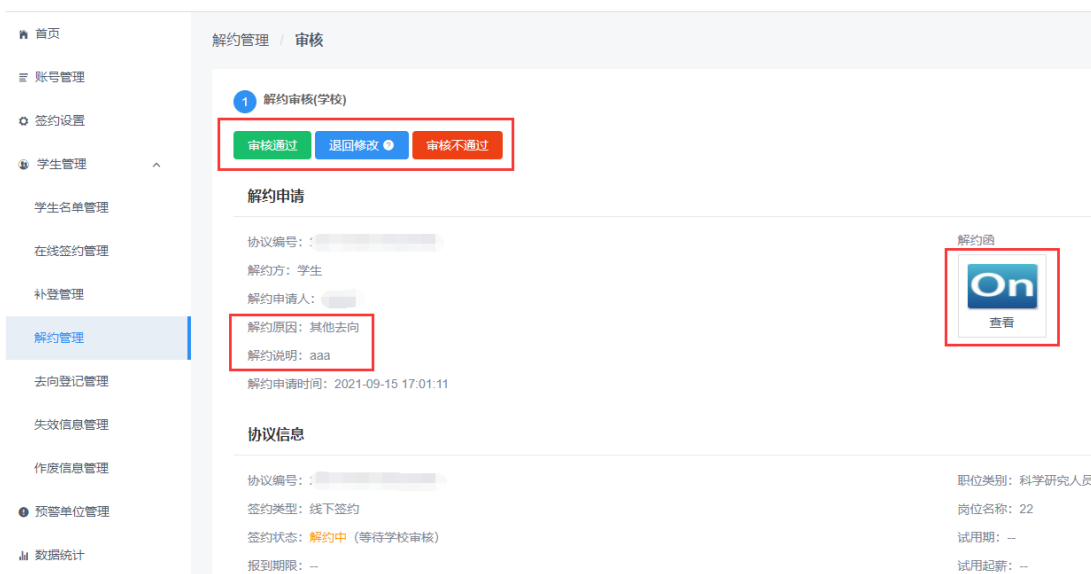 首页
账号管理
签约设置
学生管理
学生名单管理
在线签约管理
补登管理
解约管理
去向登记管理
失效信息管理
作废信息管理
预警单位管理
数据统计
解约管理 / 审核
1 解约审核(学校)
审核通过 退回修改 ? 审核不通过
解约申请
协议编号：
解约方：学生
解约申请人：
解约原因：其他去向
解约说明：aaa
解约申请时间：2021-09-15 17:01:11
解约函
On
查看
协议信息
协议编号：
签约类型：线下签约
签约状态：解约中（等待学校审核）
报到期限：--
职位类别：科学研究人员
岗位名称：22
试用期：--
试用起薪：--